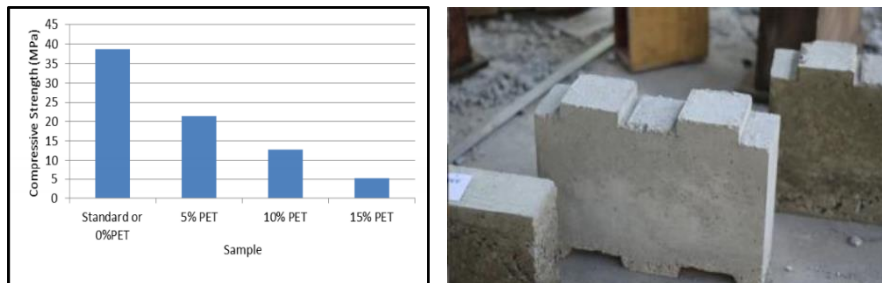 Compressive Strength (MPa)
45
40
35
30
25
20
15
10
5
0
Standard or
0%PET
5% PET
10% PET
15% PET
Sample